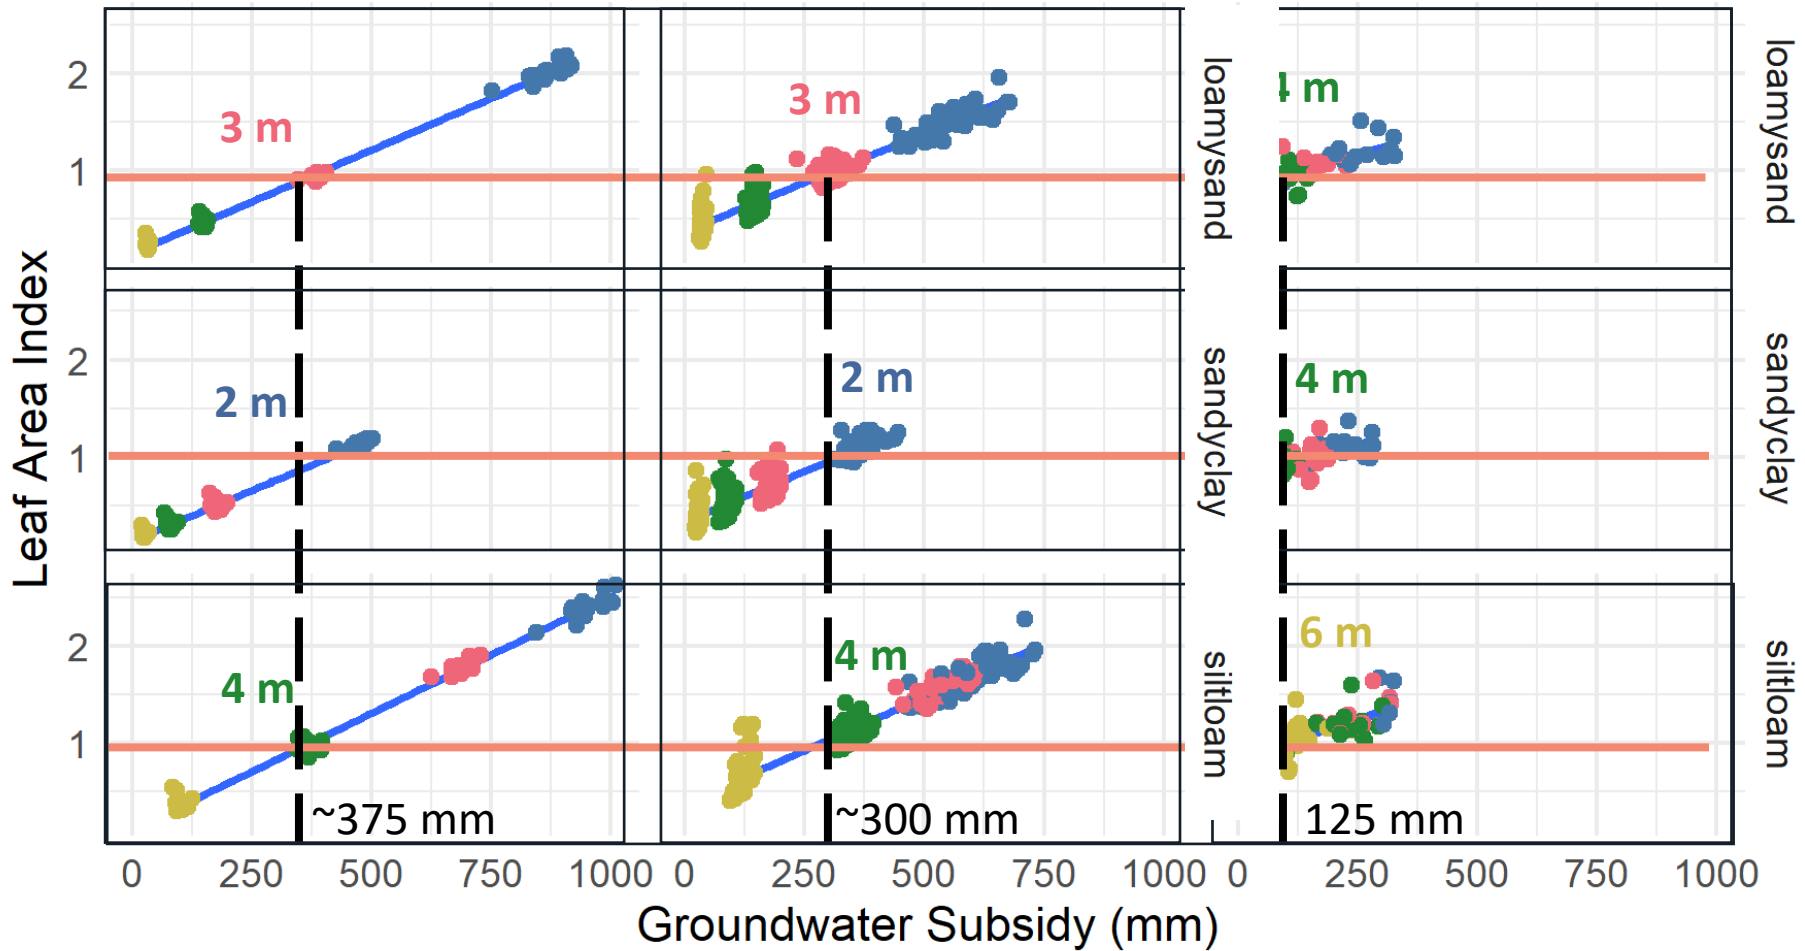 2
3 m
3 m
4 m
loamysand
loamysand
1
Leaf Area Index
2
2 m
2 m
4 m
sandyclay
sandyclay
1
2
4 m
4 m
6 m
siltloam
siltloam
1
~375 mm
~300 mm
125 mm
0 250 500 750 1000 0 250 500 750 1000 0 250 500 750 1000
Groundwater Subsidy (mm)